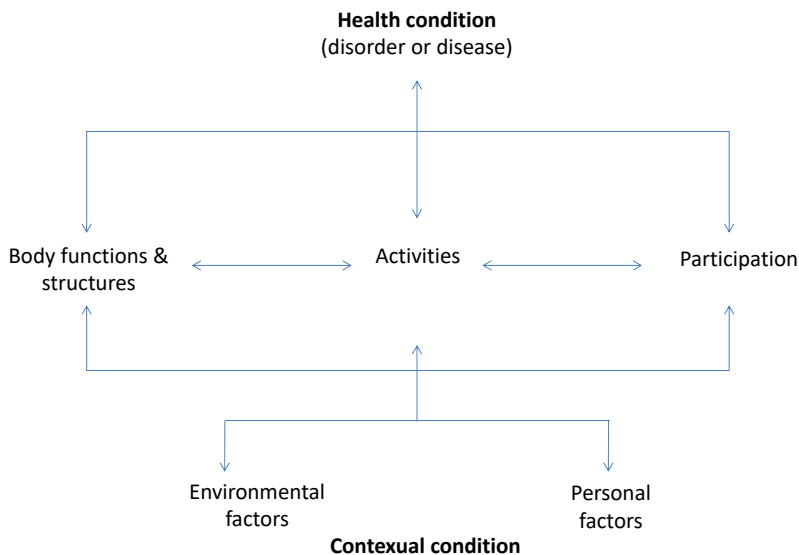 Health condition
(disorder or disease)
Body functions &
structures
Activities
Participation
Environmental
factors
Personal
factors
Contexual condition